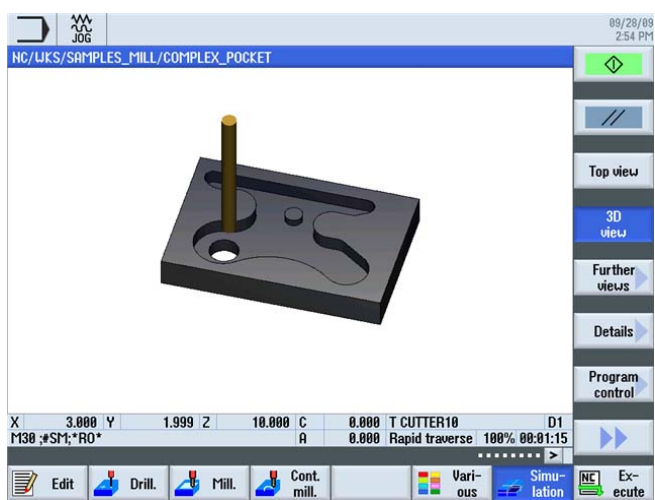 JOG
09/28/09
2:54 PM
NC/WKS/SAMPLES_MILL/COMPLEX_POCKET
Top view
3D
view
Further
views
Details
Program
control
X 3.000 Y 1.999 Z 10.000 C 0.000 T CUTTER10 D1
M30 ;#SM;*RO* A 0.000 Rapid traverse 100% 00:01:15
>
Edit
Drill.
Mill.
Cont.
mill.
Vari-
ous
Simu-
lation
NC
Ex-
ecute